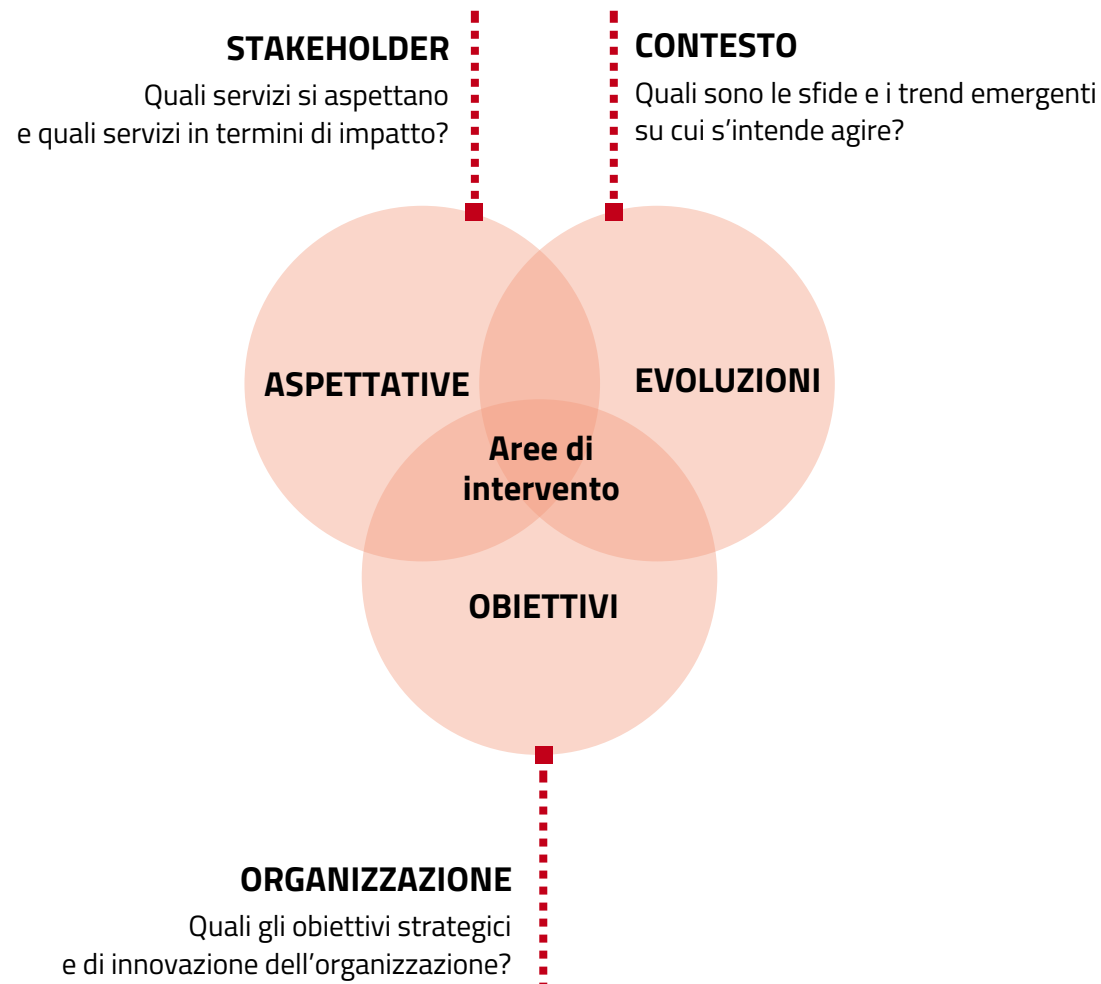 STAKEHOLDER
Quali servizi si aspettano
e quali servizi in termini di impatto?
CONTESTO
Quali sono le sfide e i trend emergenti
su cui s'intende agire?
ASPETTATIVE
EVOLUZIONI
Aree di
intervento
OBIETTIVI
ORGANIZZAZIONE
Quali gli obiettivi strategici
e di innovazione dell'organizzazione?